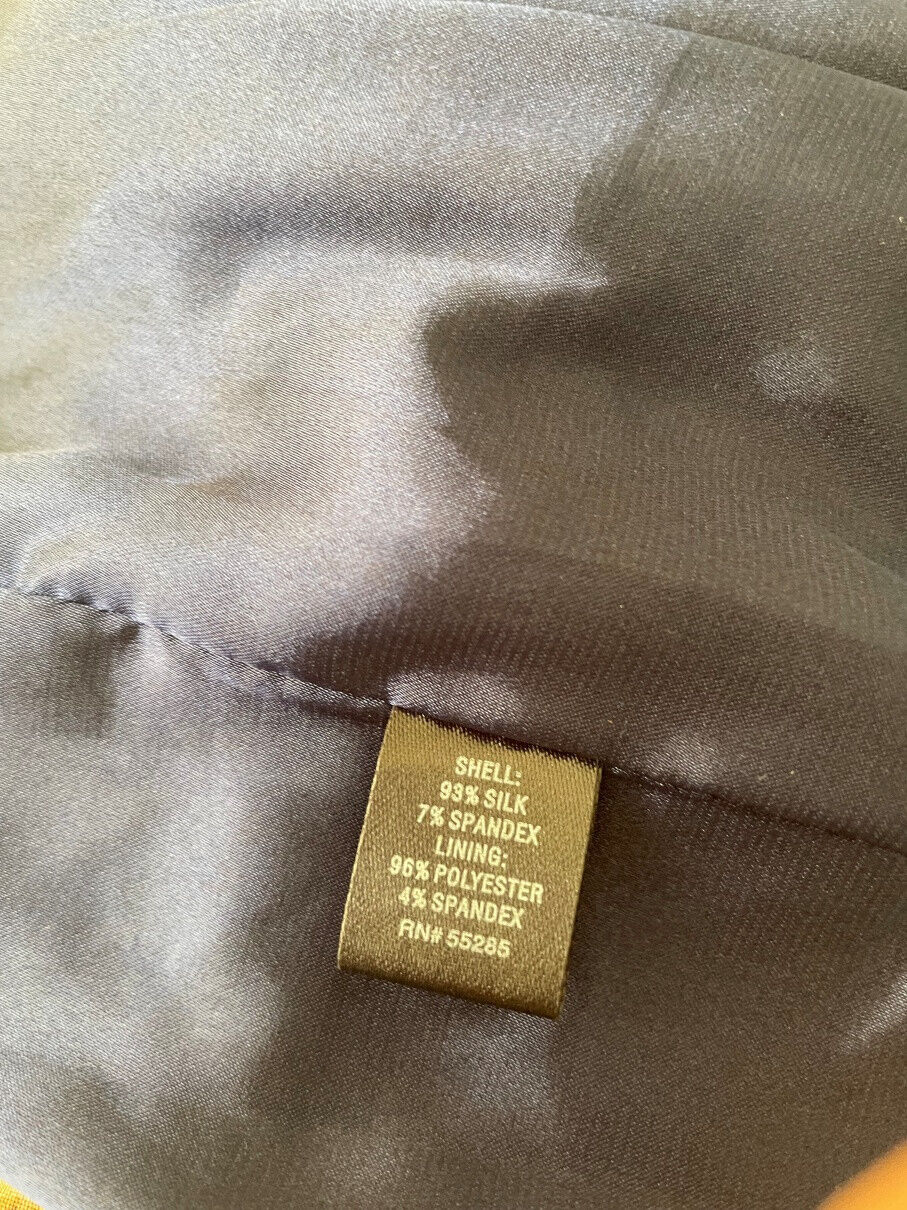 SHELL:
93% SILK
7% SPANDEX
LINING:
96% POLYESTER
4% SPANDEX
RN# 55285